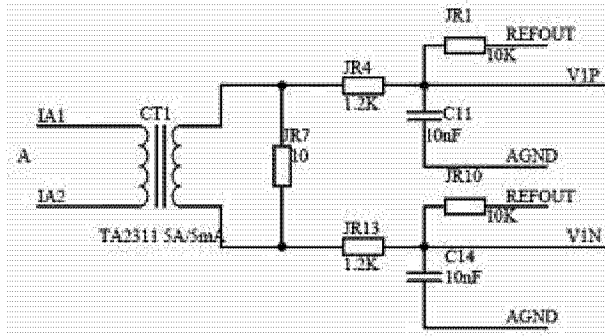 JR1
REFOUT
10K
JR4
V1P
1.2K
IA1
CT1
C11
10nF
JR7
10
A
AGND
JR10
IA2
REFOUT
10K
TA2311 5A/5mA
JR13
V1N
1.2K
C14
10nF
AGND